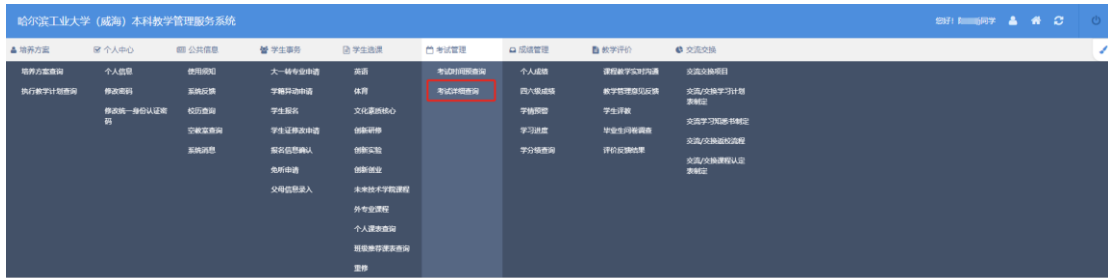 哈尔滨工业大学（威海）本科教学管理服务系统
您好！
同学
培养方案
个人中心
公共信息
学生事务
学生选课
考试管理
成绩管理
教学评价
交流交换
培养方案查询
执行教学计划查询
个人信息
修改密码
修改统一身份认证密
码
使用须知
系统反馈
校历查询
空教室查询
系统消息
大一转专业申请
学籍异动申请
学生报名
学生证修改申请
报名信息确认
免听申请
父母信息录入
英语
体育
文化素质核心
创新研修
创新实验
创新创业
未来技术学院课程
外专业课程
个人课表查询
班级推荐课表查询
重修
考试时间预查询
考试详细查询
个人成绩
四六级成绩
学情预警
学习进度
学分绩查询
课程教学实时沟通
教学管理意见反馈
学生评教
毕业生问卷调查
评价反馈结果
交流交换项目
交流/交换学习计划
表制定
交流学习知悉书制定
交流/交换返校流程
交流/交换课程认定
表制定